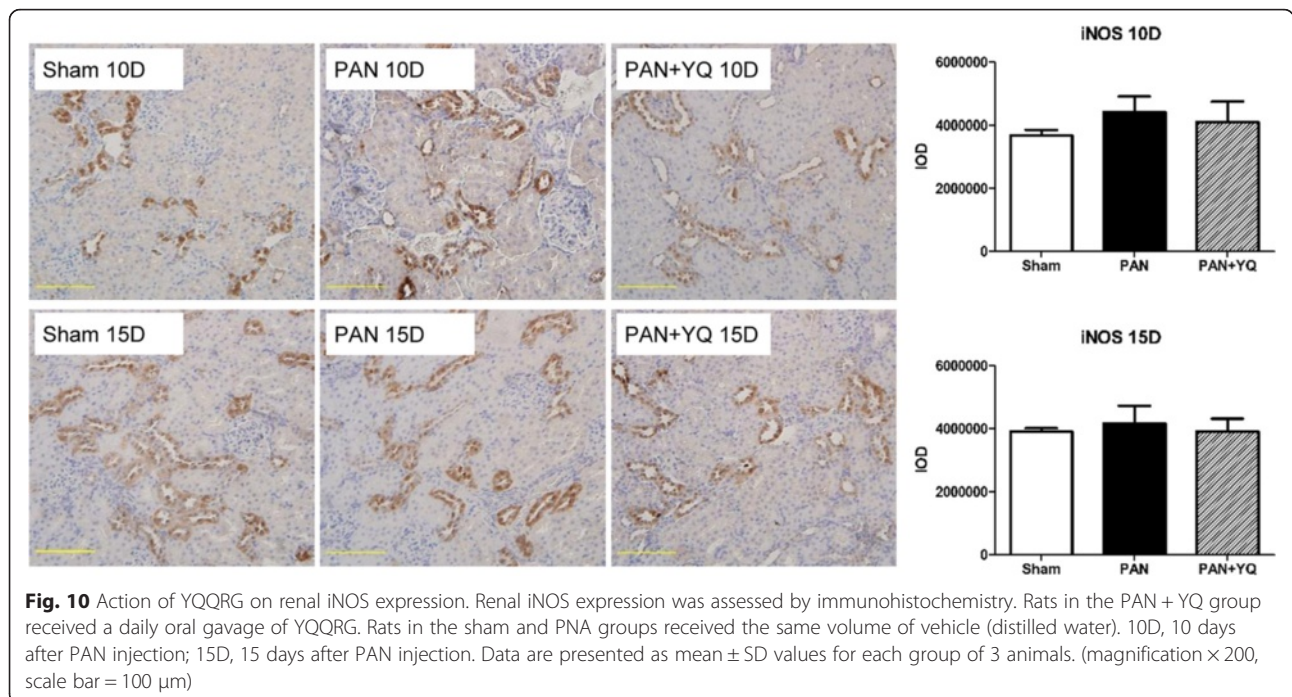 Sham 10D
PAN 10D
PAN+YQ 10D
Sham 15D
PAN 15D
PAN+YQ 15D
iNOS 10D
6000000
4000000
2000000
0
IOD
Sham
PAN
PAN+YQ
iNOS 15D
6000000
4000000
2000000
0
IOD
Sham
PAN
PAN+YQ
Fig. 10 Action of YQQRG on renal iNOS expression. Renal iNOS expression was assessed by immunohistochemistry. Rats in the PAN + YQ group
received a daily oral gavage of YQQRG. Rats in the sham and PNA groups received the same volume of vehicle (distilled water). 10D, 10 days
after PAN injection; 15D, 15 days after PAN injection. Data are presented as mean ± SD values for each group of 3 animals. (magnification × 200,
scale bar = 100 μm)